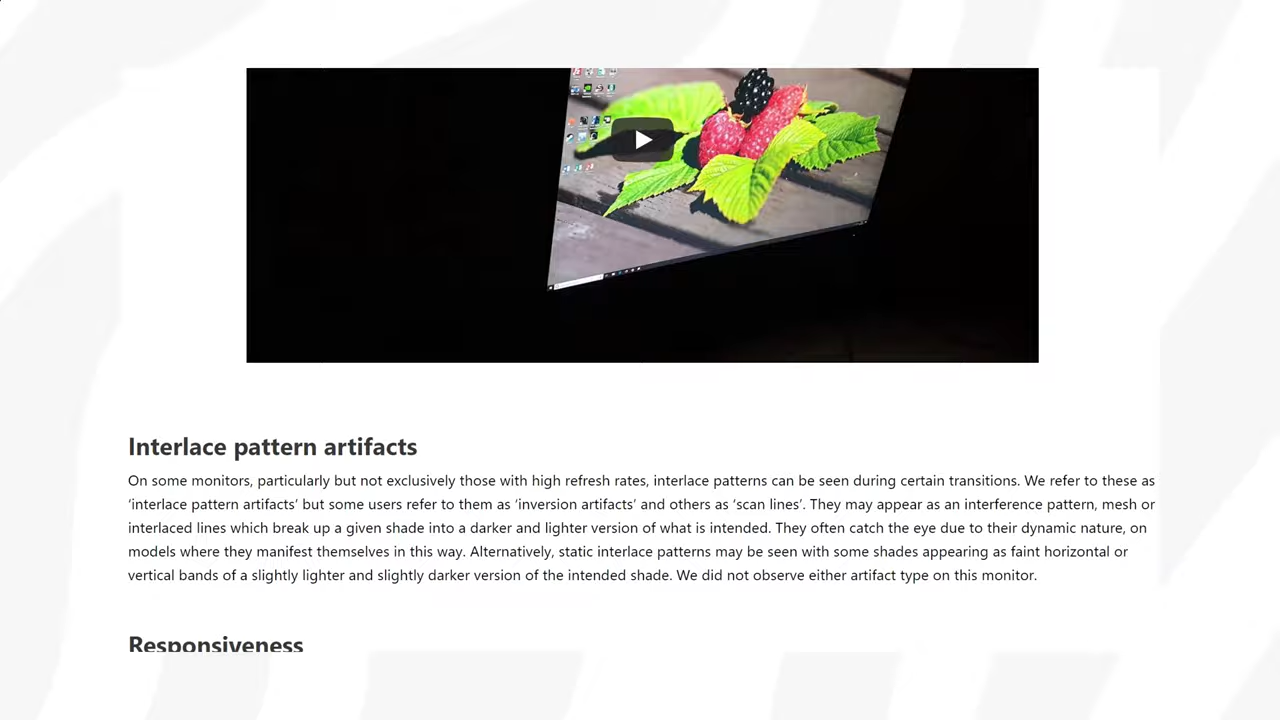 Interlace pattern artifacts
On some monitors, particularly but not exclusively those with high refresh rates, interlace patterns can be seen during certain transitions. We refer to these as
‘interlace pattern artifacts’ but some users refer to them as ‘inversion artifacts’ and others as ‘scan lines’. They may appear as an interference pattern, mesh or
interlaced lines which break up a given shade into a darker and lighter version of what is intended. They often catch the eye due to their dynamic nature, on
models where they manifest themselves in this way. Alternatively, static interlace patterns may be seen with some shades appearing as faint horizontal or
vertical bands of a slightly lighter and slightly darker version of the intended shade. We did not observe either artifact type on this monitor.
Responsiveness